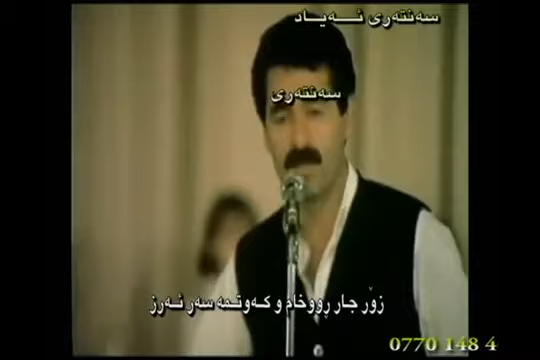 سەنتەری ئەیاد
سەنتەری
زۆر جار ڕووخام و کەوتمە سەر ئەرز
0770 148 4